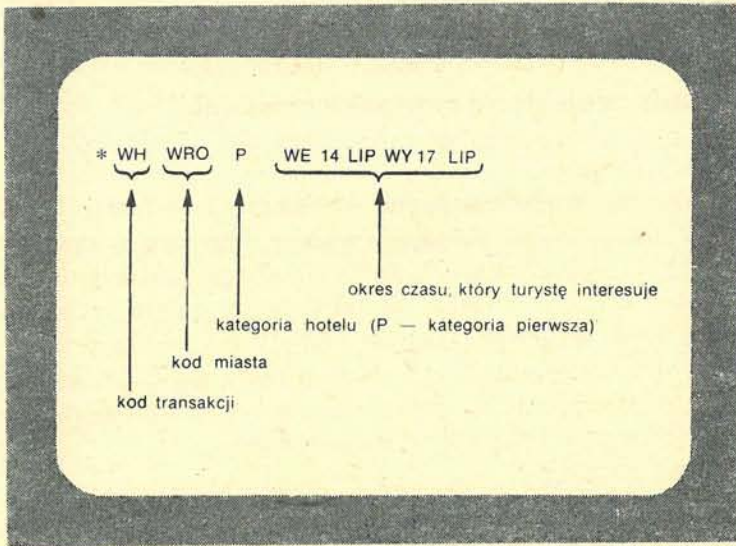 * WH WRO P WE 14 LIP WY 17 LIP
okres czasu, który turystę interesuje
kategoria hotelu (P — kategoria pierwsza)
kod miasta
kod transakcji